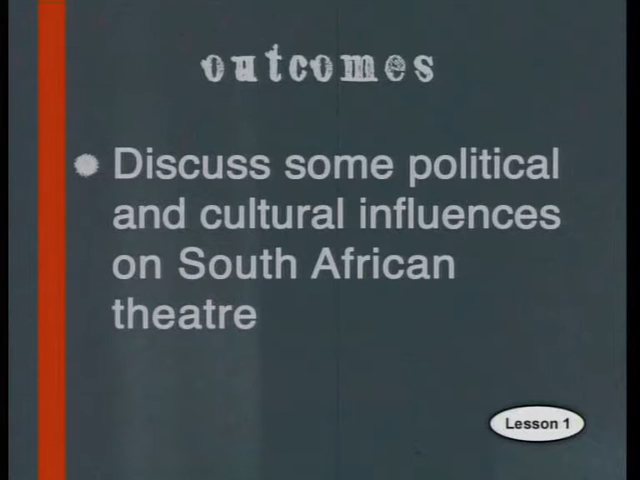 outcomes
Discuss some political
and cultural influences
on South African
theatre
Lesson 1